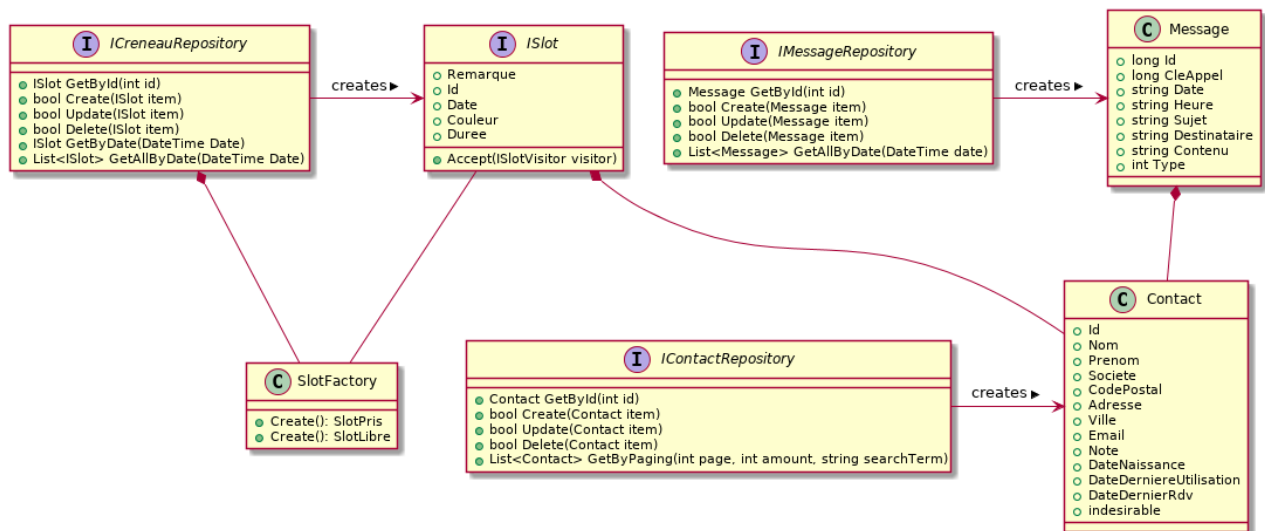 I ICreneauRepository
ISlot GetById(int id)
bool Create(ISlot item)
bool Update(ISlot item)
bool Delete(ISlot item)
ISlot GetByDate(DateTime Date)
List<ISlot> GetAllByDate(DateTime Date)
creates
I ISlot
Remarque
Id
Date
Couleur
Duree
Accept(ISlotVisitor visitor)
I IMessageRepository
Message GetById(int id)
bool Create(Message item)
bool Update(Message item)
bool Delete(Message item)
List<Message> GetAllByDate(DateTime date)
creates
C Message
long Id
long CleAppel
string Date
string Heure
string Sujet
string Destinataire
string Contenu
int Type
C SlotFactory
Create(): SlotPris
Create(): SlotLibre
I IContactRepository
Contact GetById(int id)
bool Create(Contact item)
bool Update(Contact item)
bool Delete(Contact item)
List<Contact> GetByPaging(int page, int amount, string searchTerm)
creates
C Contact
Id
Nom
Prenom
Societe
CodePostal
Adresse
Ville
Email
Note
DateNaissance
DateDerniereUtilisation
DateDernierRdv
indesirable